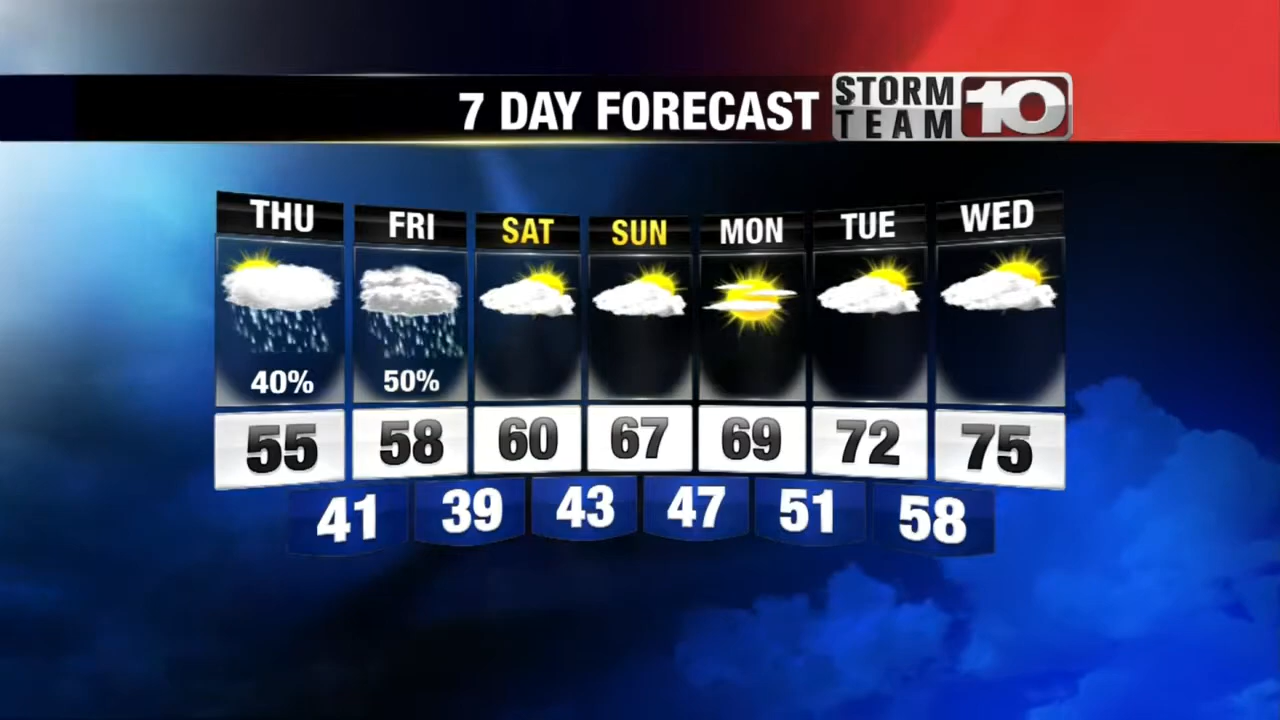 7 DAY FORECAST
STORM
TEAM
10
THU FRI SAT SUN MON TUE WED
40% 50%
55 58 60 67 69 72 75
41 39 43 47 51 58